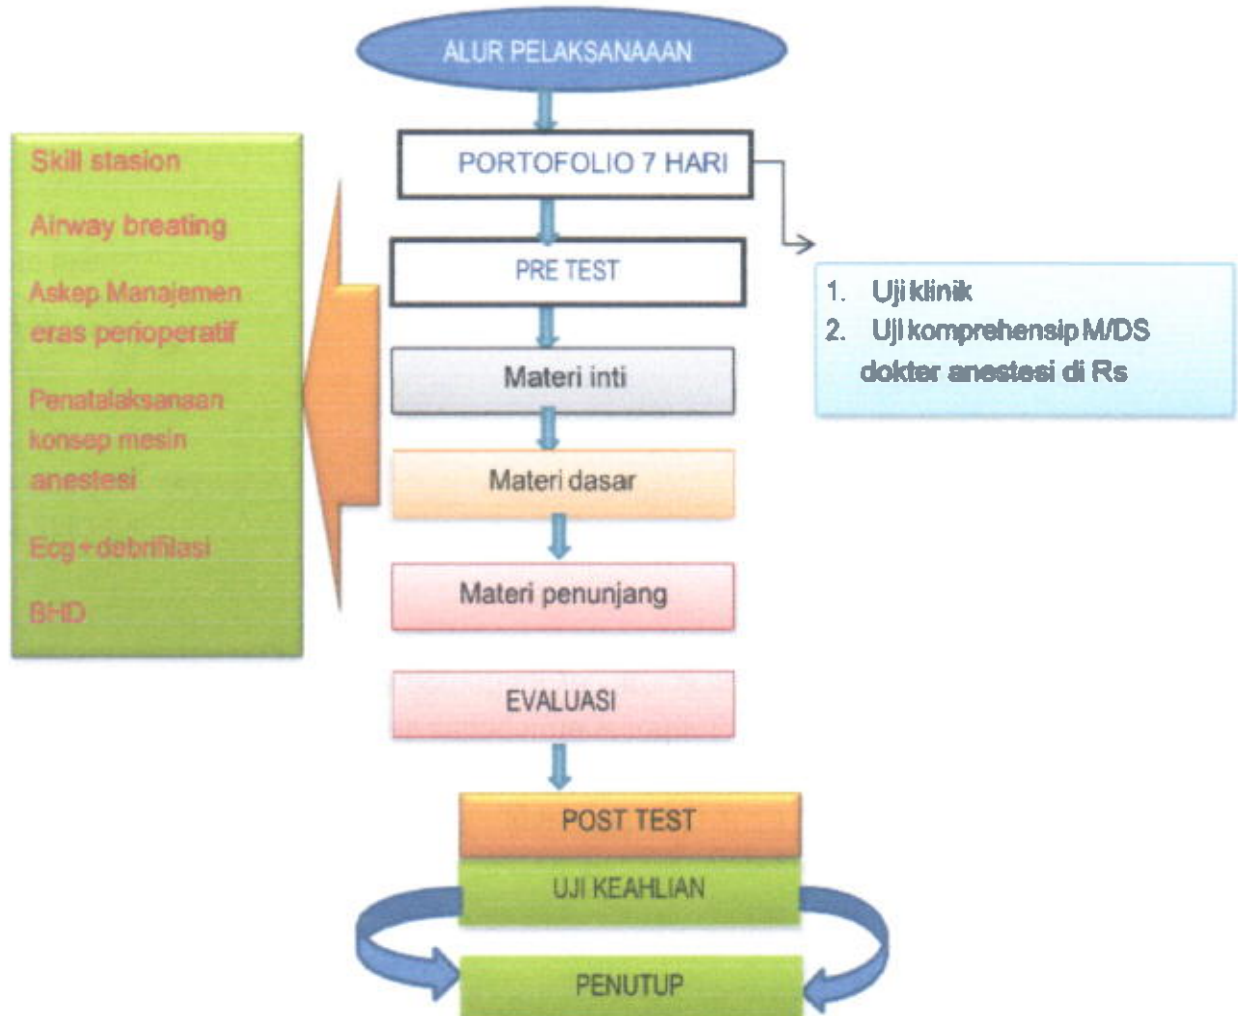 ALUR PELAKSANAAAN
PORTOFOLIO 7 HARI
PRE TEST
Materi inti
Materi dasar
Materi penunjang
EVALUASI
POST TEST
UJI KEAHLIAN
PENUTUP
Skill stasion
Airway breating
Askep Manajemen
eras perioperatif
Penatalaksanaan
konsep mesin
anestesi
Ecg+debrifilasi
BHD
1. Uji klinik
2. Uji komprehensip M/DS
dokter anestesi di Rs